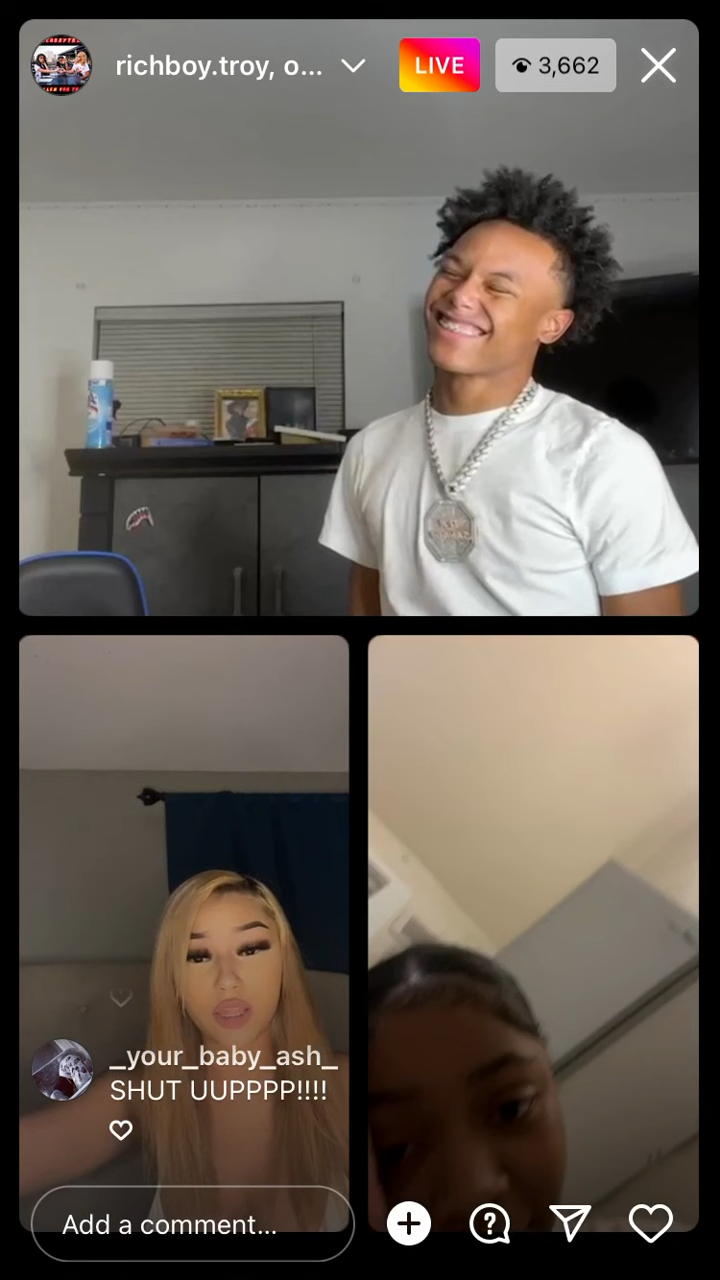 richboy.troy, o...
LIVE
3,662
_your_baby_ash_
SHUT UUPPPP!!!!
Add a comment...